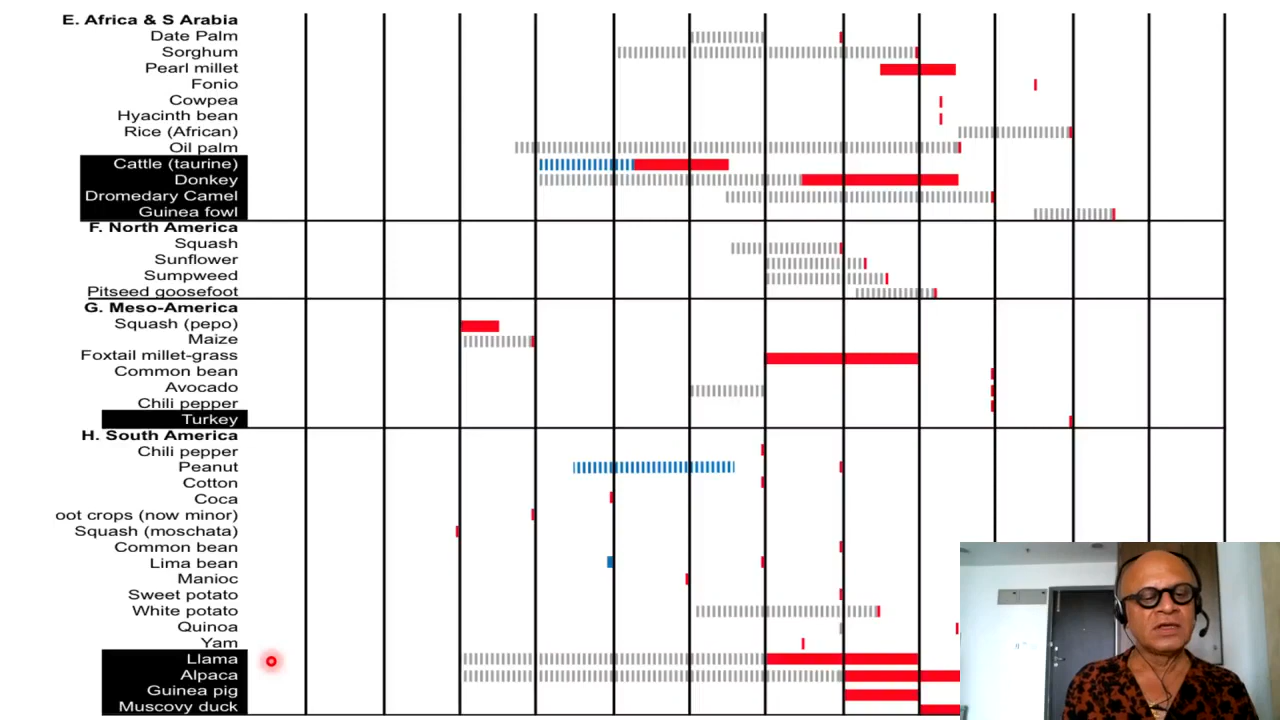 E. Africa & S Arabia
Date Palm
Sorghum
Pearl millet
Fonio
Cowpea
Hyacinth bean
Rice (African)
Oil palm
Cattle (taurine)
Donkey
Dromedary Camel
Guinea fowl
F. North America
Squash
Sunflower
Sumpweed
Pitseed goosefoot
G. Meso-America
Squash (pepo)
Maize
Foxtail millet-grass
Common bean
Avocado
Chili pepper
Turkey
H. South America
Chili pepper
Peanut
Cotton
Coca
oot crops (now minor)
Squash (moschata)
Common bean
Lima bean
Manioc
Sweet potato
White potato
Quinoa
Yam
Llama
Alpaca
Guinea pig
Muscovy duck